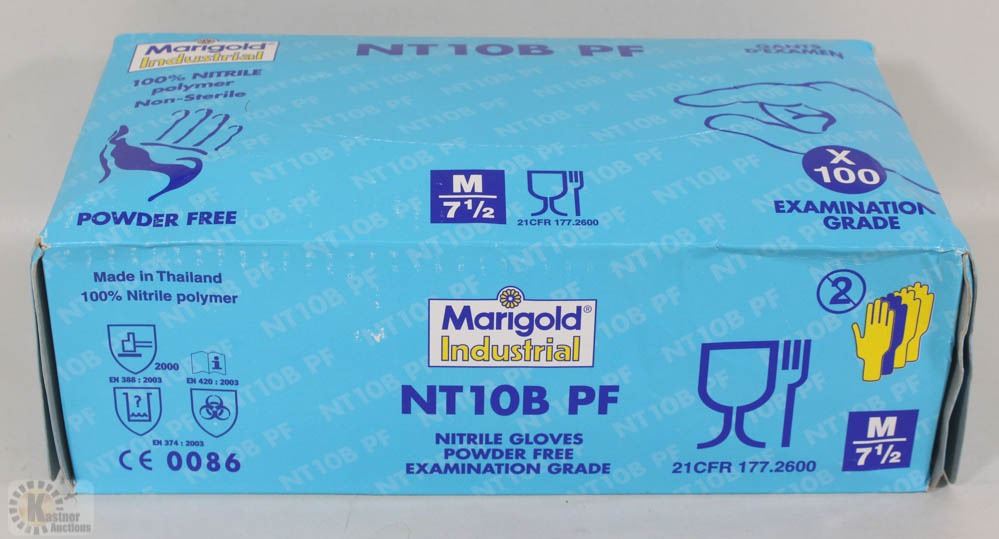 Marigold
Industrial
100% NITRILE
polymer
Non-Sterile
POWDER FREE
NT10B PF
M
7½
21CFR 177.2600
GANTS
D'EXAMEN
X
100
EXAMINATION
GRADE
Made in Thailand
100% Nitrile polymer
2000
EN 388 : 2003
i
EN 420 : 2003
?
EN 374 : 2003
CE 0086
Marigold®
Industrial
NT10B PF
NITRILE GLOVES
POWDER FREE
EXAMINATION GRADE
21CFR 177.2600
2
M
7½
Kastner
Auctions